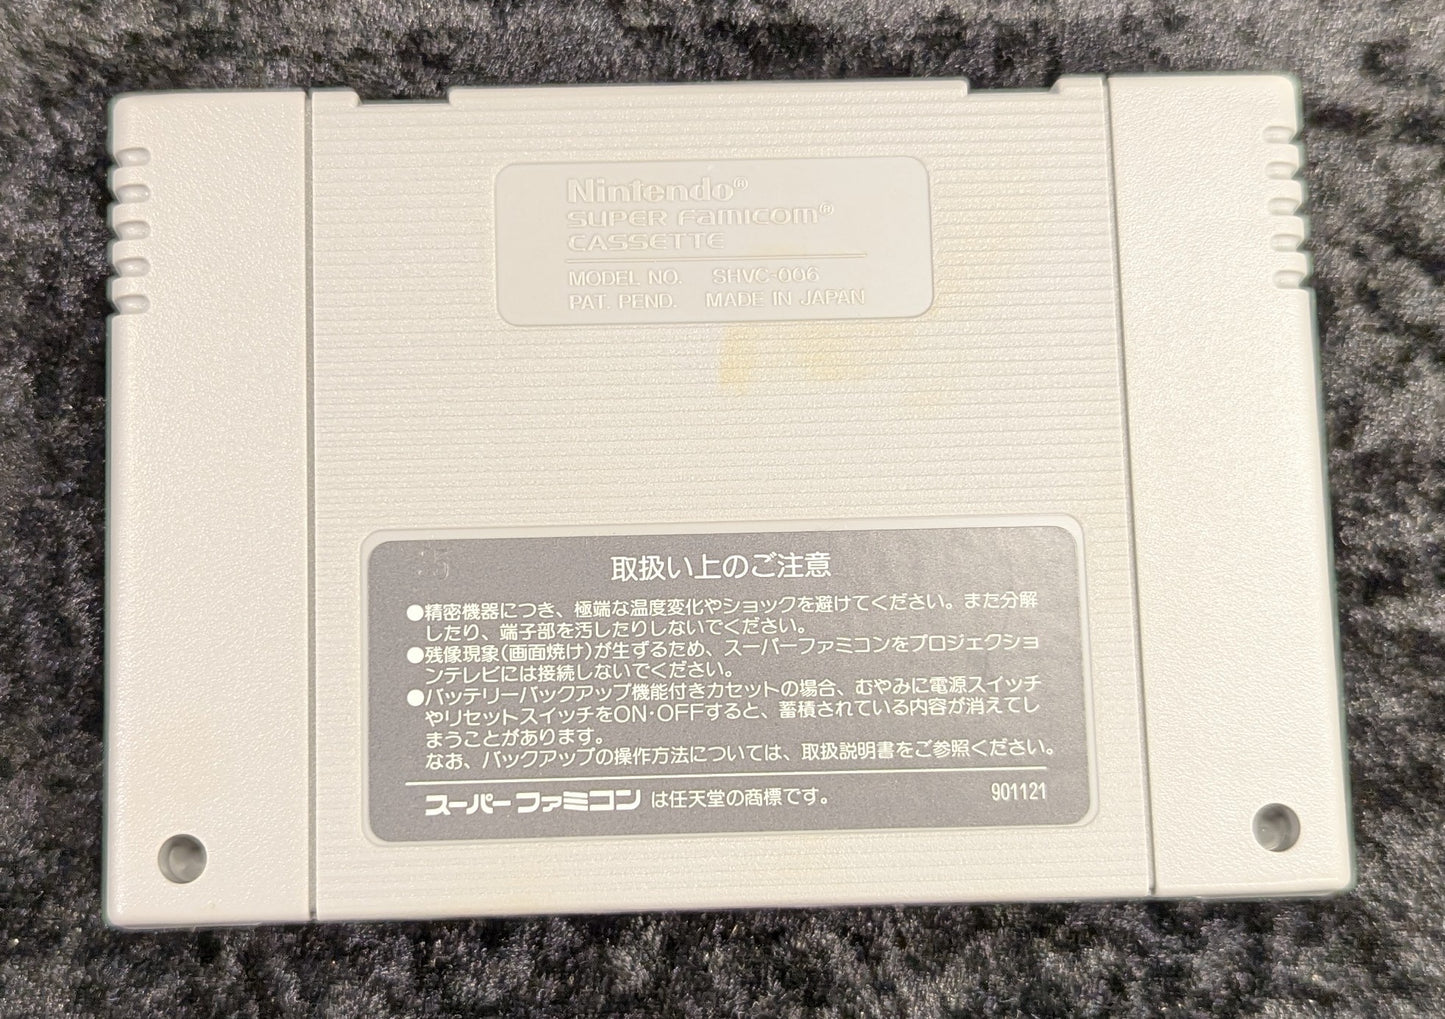 Nintendo®
SUPER Famicom®
CASSETTE
MODEL NO. SHVC-006
PAT. PEND. MADE IN JAPAN
取扱い上のご注意
●精密機器につき、極端な温度変化やショックを避けてください。また分解
したり、端子部を汚したりしないでください。
●残像現象(画面焼け)が生ずるため、スーパーファミコンをプロジェクショ
ンテレビには接続しないでください。
●バッテリーバックアップ機能付きカセットの場合、むやみに電源スイッチ
やリセットスイッチをON·OFFすると、蓄積されている内容が消えてし
まうことがあります。
なお、バックアップの操作方法については、取扱説明書をご参照ください。
スーパーファミコン は任天堂の商標です。 901121